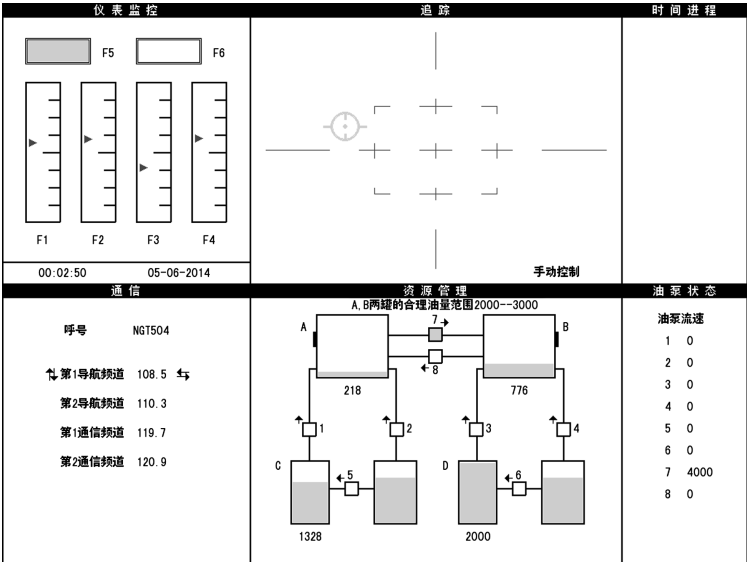 仪表监控
追踪
时间进程
F5
F6
F1 F2 F3 F4
00:02:50 05-06-2014
手动控制
通信
资源管理
油泵状态
呼号 NGT504
第1导航频道 108.5
第2导航频道 110.3
第1通信频道 119.7
第2通信频道 120.9
A,B两罐的合理油量范围2000--3000
7
A
B
8
218
776
1
2
3
4
C
5
D
6
1328
2000
油泵流速
1 0
2 0
3 0
4 0
5 0
6 0
7 4000
8 0